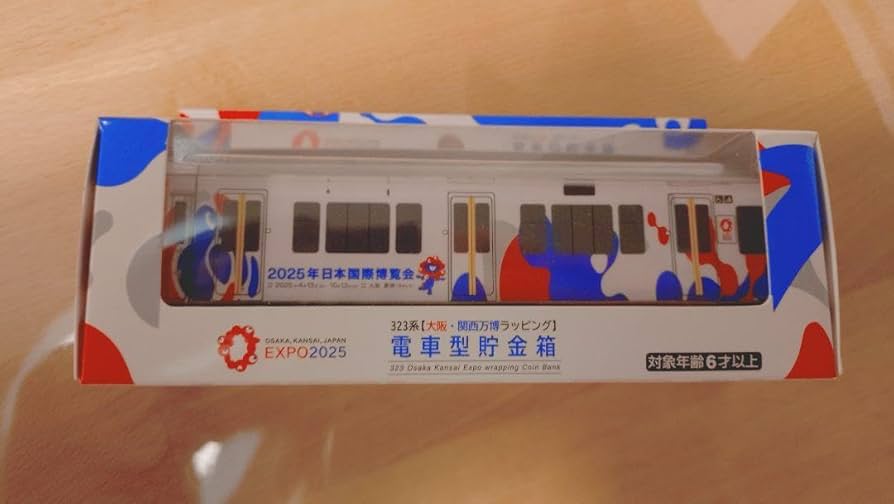 2025年日本国際博覧会
OSAKA, KANSAI, JAPAN
EXPO2025
323系【大阪・関西万博ラッピング】
電車型貯金箱
323 Osaka Kansai Expo wrapping Coin Bank
対象年齢6才以上